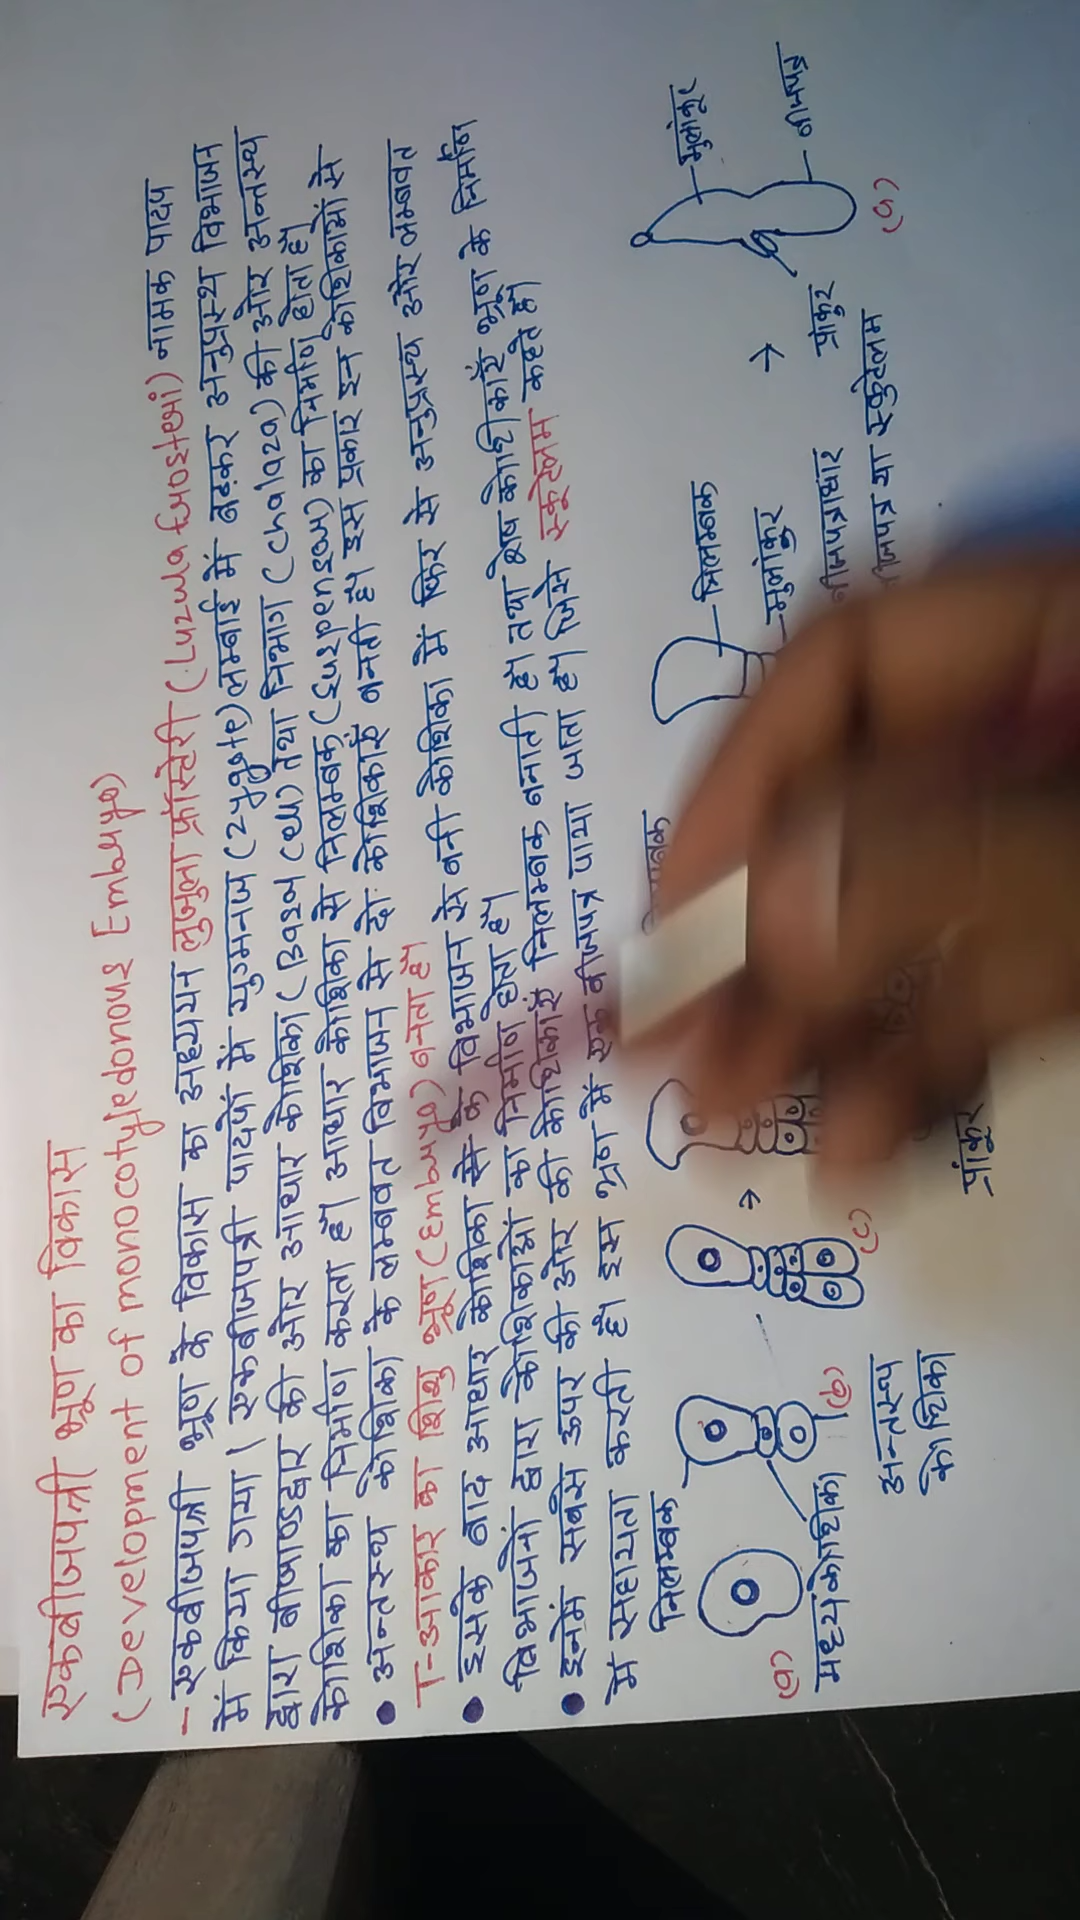 एकबीजपत्री भ्रूण का विकास
(Development of monocotyledonous Embryo)
- एकबीजपत्री भ्रूण के विकास का अध्ययन लुजुला फ्रॉस्टेरी (Luzula frosteai) नामक पादप
में किया गया। एकबीजपत्री पादपों में युग्मनज (zygote) लम्बाई में बढ़कर अनुप्रस्थ विभाजन
द्वारा बीजाण्डद्वार की ओर आधार कोशिका (Basal cell) तथा निभाग (Chalaza) की ओर अन्तस्थ
कोशिका का निर्माण करता है। आधार कोशिका से निलम्बक (Suspensor) का निर्माण होता है।
● अन्तस्थ कोशिका के लम्बवत विभाजन से दो कोशिकाऐं बनती है। इस प्रकार इन कोशिकाओं से
T-आकार का शिशु भ्रूण (Embryo) बनता है।
● इसके बाद आधार कोशिका के विभाजन से बनी कोशिका में फिर से अनुप्रस्थ और लम्बवत
विभाजनों द्वारा कोशिकाओं का निर्माण होता है।
● इनमें सबसे ऊपर की ओर की कोशिकाऐं निलम्बक बनाती है। तथा शेष कोशिकाऐं भ्रूण के निर्माण
में सहायता करती है। इस भ्रूण में एक बीजपत्र पाया जाता है। जिसे स्कूटेलम कहते है।
निलम्बक
मध्यकोशिका
अन्तस्थ
कोशिका
(a)
(b)
(c)
प्रांकुर
निलम्बक
मुलांकुर
बीजपत्राधार
बीजपत्र या स्कुटेलम
मुलांकुर
प्रांकुर
बीजपत्र
(g)